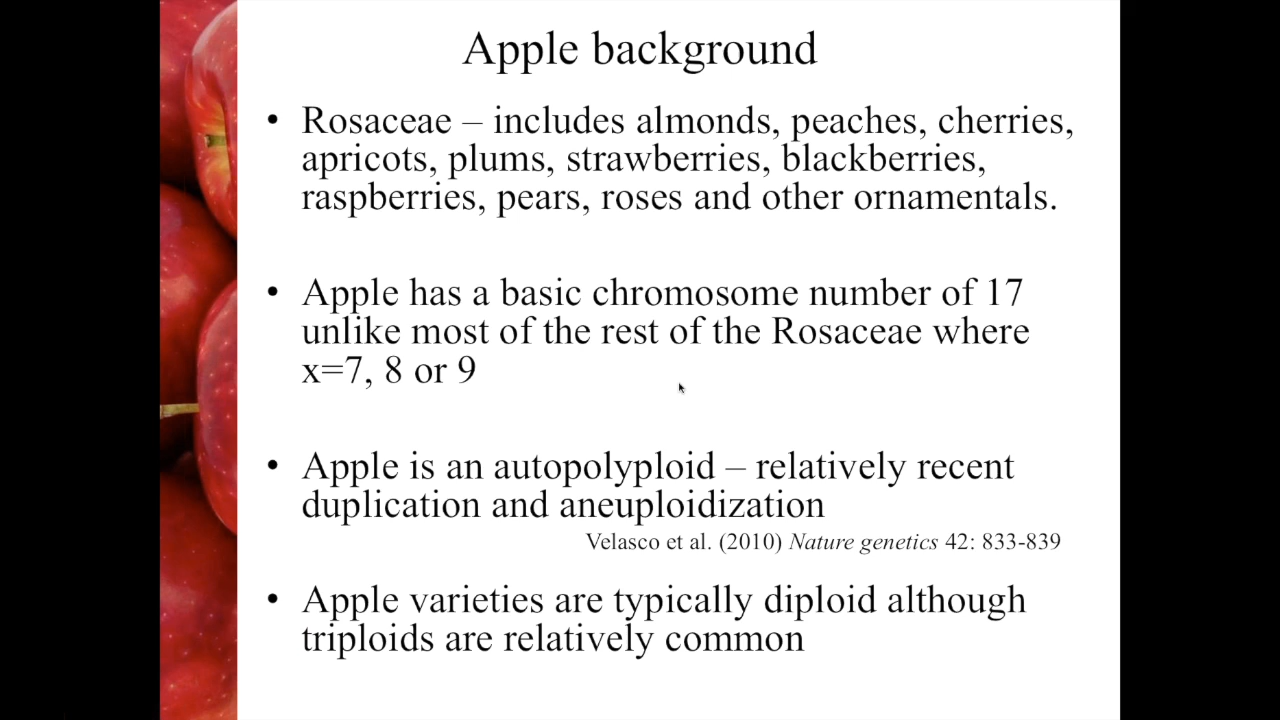 Apple background
• Rosaceae – includes almonds, peaches, cherries,
apricots, plums, strawberries, blackberries,
raspberries, pears, roses and other ornamentals.
• Apple has a basic chromosome number of 17
unlike most of the rest of the Rosaceae where
x=7, 8 or 9
• Apple is an autopolyploid – relatively recent
duplication and aneuploidization
Velasco et al. (2010) Nature genetics 42: 833-839
• Apple varieties are typically diploid although
triploids are relatively common